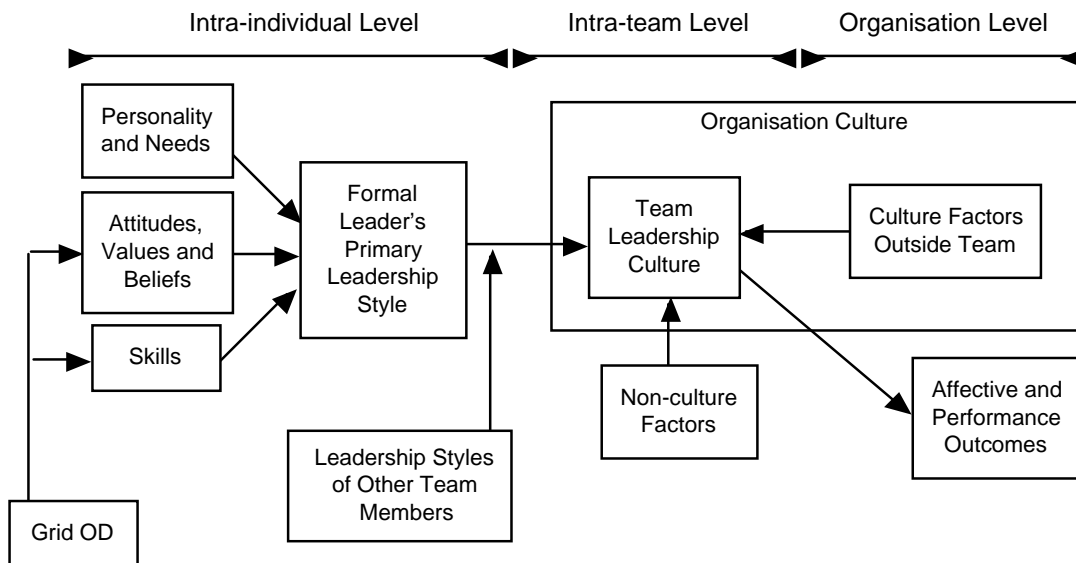 Intra-individual Level
Intra-team Level
Organisation Level
Personality
and Needs
Attitudes,
Values and
Beliefs
Skills
Grid OD
Formal
Leader’s
Primary
Leadership
Style
Leadership Styles
of Other Team
Members
Organisation Culture
Team
Leadership
Culture
Culture Factors
Outside Team
Non-culture
Factors
Affective and
Performance
Outcomes